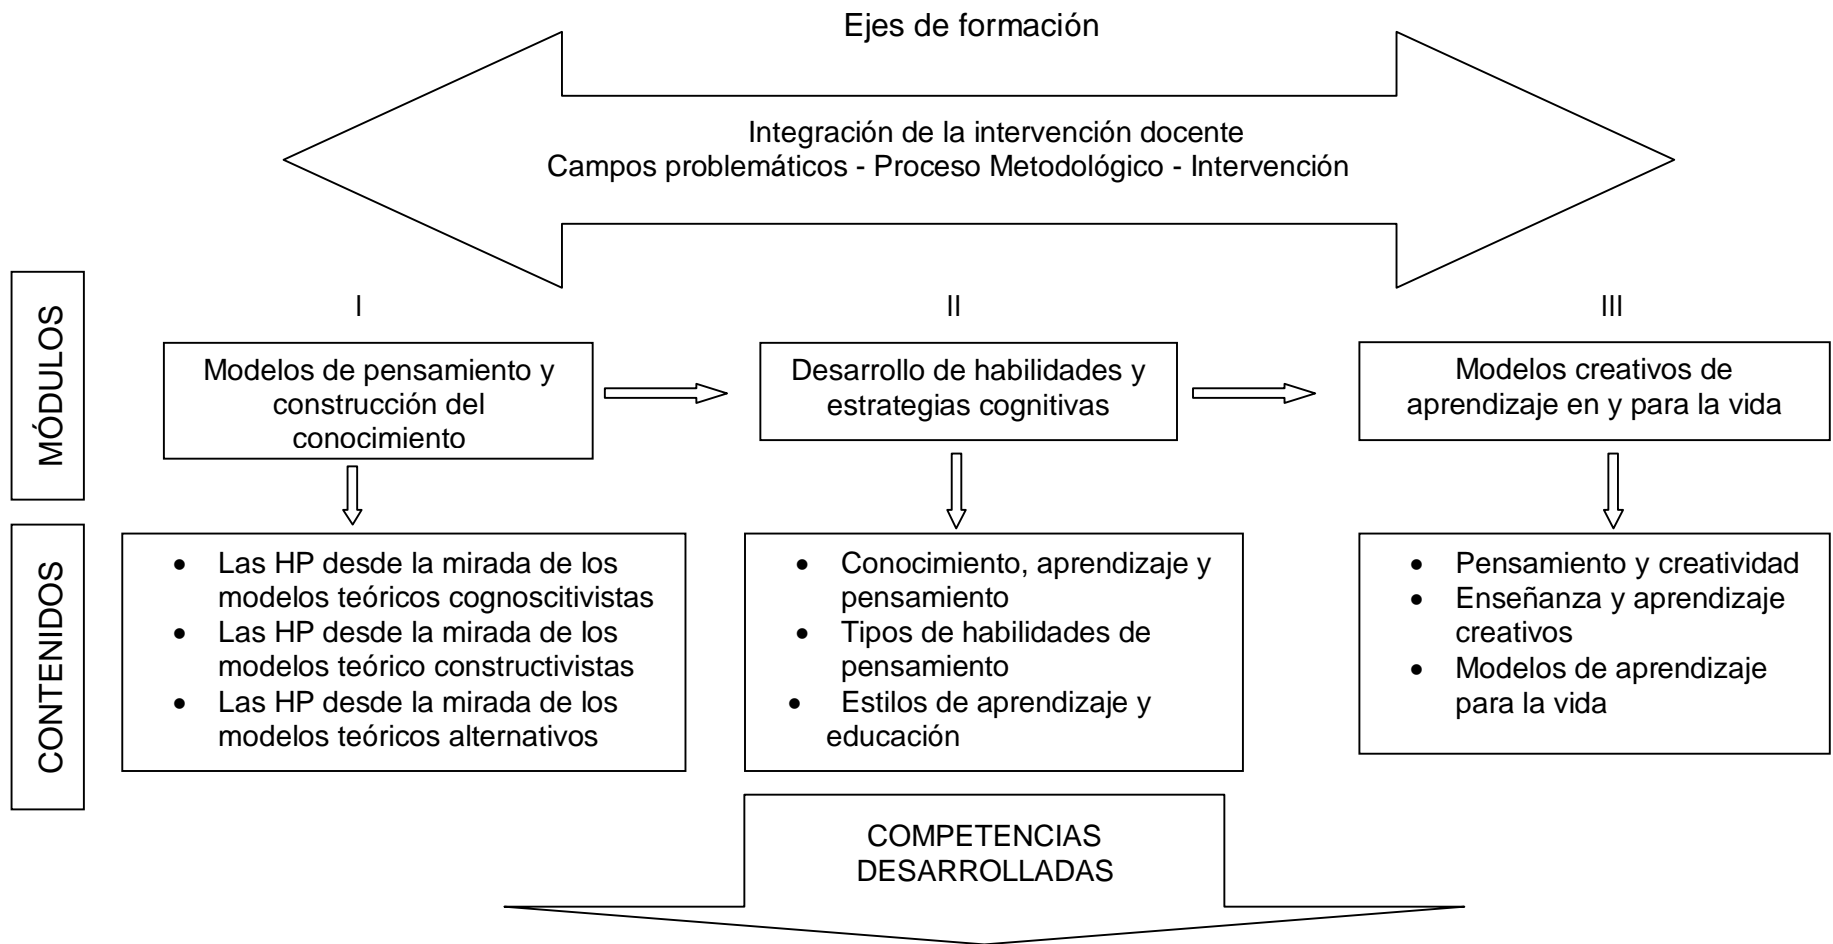 Ejes de formación
Integración de la intervención docente
Campos problemáticos - Proceso Metodológico - Intervención
MÓDULOS
I
II
III
Modelos de pensamiento y
construcción del
conocimiento
Desarrollo de habilidades y
estrategias cognitivas
Modelos creativos de
aprendizaje en y para la vida
CONTENIDOS
• Las HP desde la mirada de los
modelos teóricos cognoscitivistas
• Las HP desde la mirada de los
modelos teórico constructivistas
• Las HP desde la mirada de los
modelos teóricos alternativos
• Conocimiento, aprendizaje y
pensamiento
• Tipos de habilidades de
pensamiento
• Estilos de aprendizaje y
educación
• Pensamiento y creatividad
• Enseñanza y aprendizaje
creativos
• Modelos de aprendizaje
para la vida
COMPETENCIAS
DESARROLLADAS